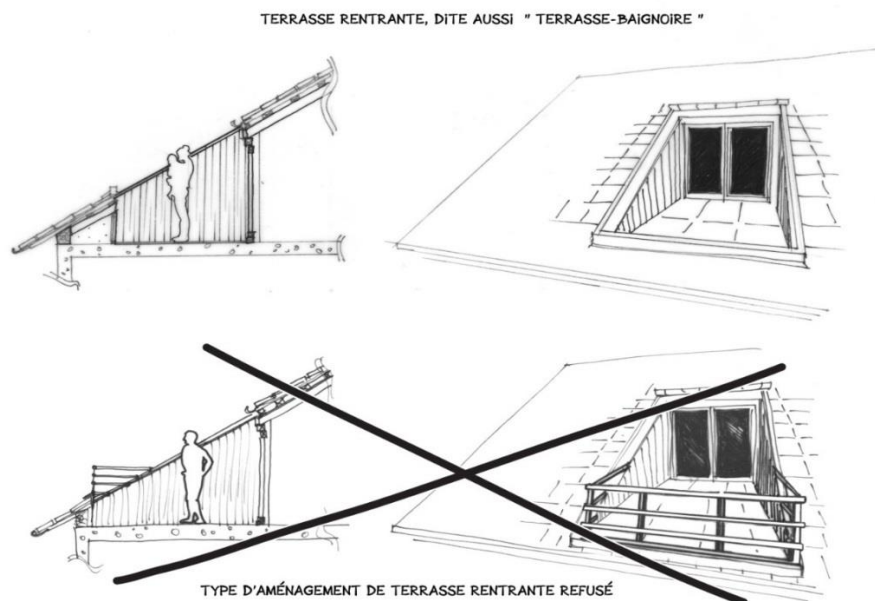 TERRASSE RENTRANTE, DITE AUSSI " TERRASSE-BAIGNOIRE "
TYPE D'AMÉNAGEMENT DE TERRASSE RENTRANTE REFUSÉ